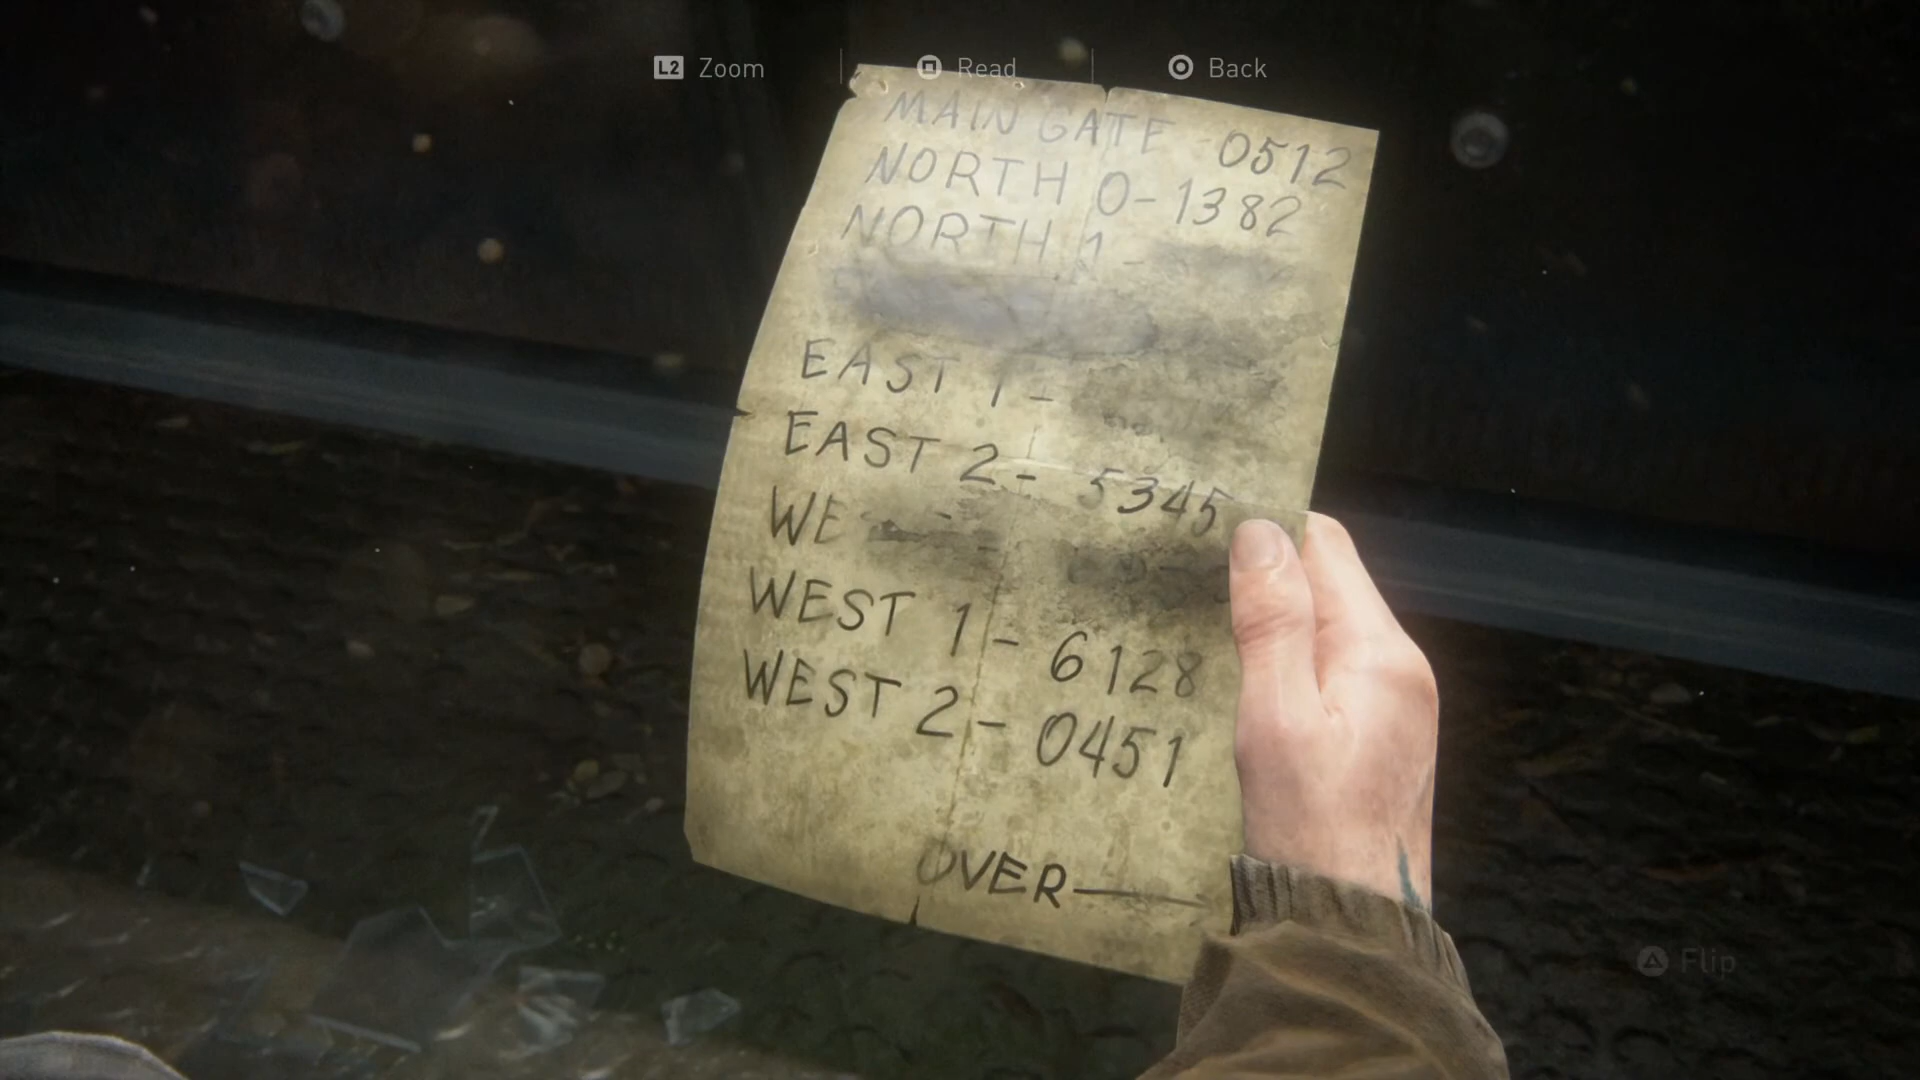 L2 Zoom
Read
Back
MAIN GATE - 0512
NORTH 0-1382
NORTH 1 -
EAST 1 -
EAST 2 - 5345
WE
WEST 1 - 6128
WEST 2 - 0451
OVER
Flip